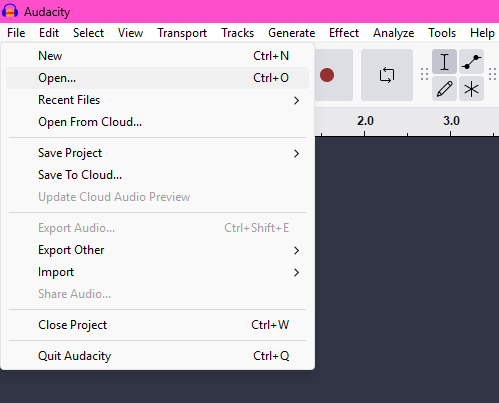 Audacity
File Edit Select View Transport Tracks Generate Effect Analyze Tools Help
New Ctrl+N
Open... Ctrl+O
Recent Files
Open From Cloud...
2.0 3.0
Save Project
Save To Cloud...
Update Cloud Audio Preview
Export Audio... Ctrl+Shift+E
Export Other
Import
Share Audio...
Close Project Ctrl+W
Quit Audacity Ctrl+Q